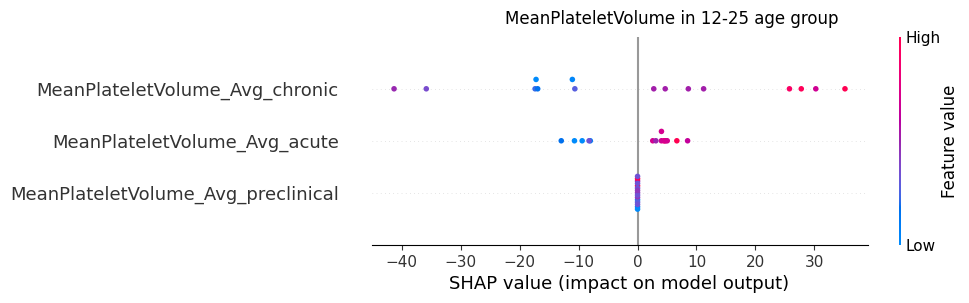 MeanPlateletVolume in 12-25 age group
High
MeanPlateletVolume_Avg_chronic
MeanPlateletVolume_Avg_acute
MeanPlateletVolume_Avg_preclinical
Feature value
Low
−40 −30 −20 −10 0 10 20 30
SHAP value (impact on model output)